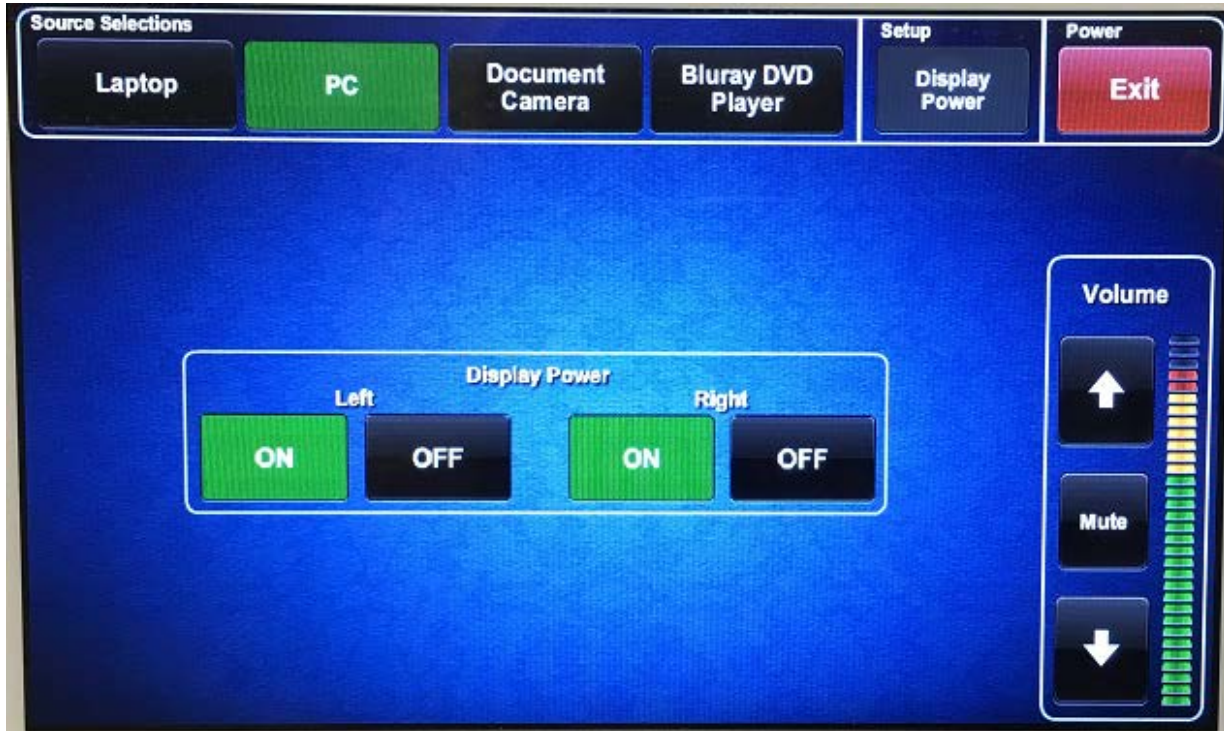 Source Selections
Setup
Power
Laptop
PC
Document
Camera
Bluray DVD
Player
Display
Power
Exit
Volume
Display Power
Left
Right
ON
OFF
ON
OFF
Mute